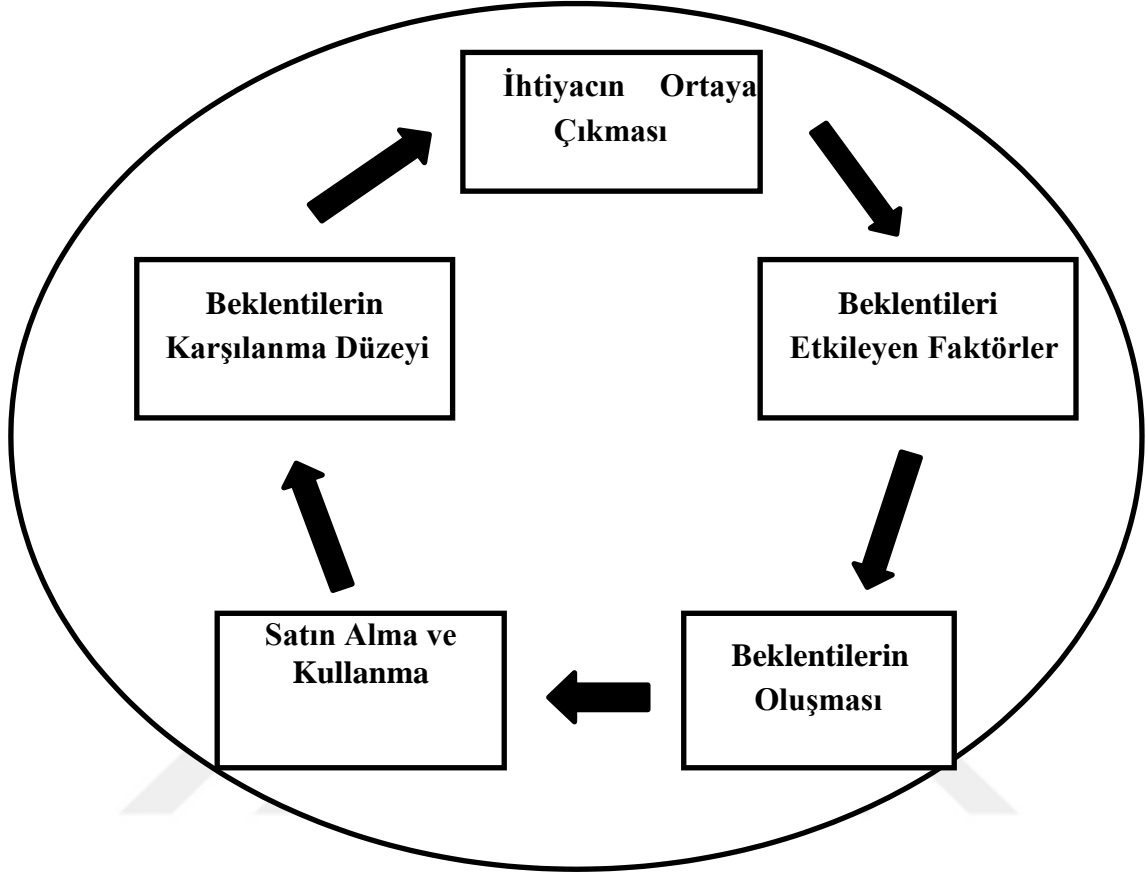 İhtiyacın Ortaya
Çıkması
Beklentileri
Etkileyen Faktörler
Beklentilerin
Oluşması
Satın Alma ve
Kullanma
Beklentilerin
Karşılanma Düzeyi